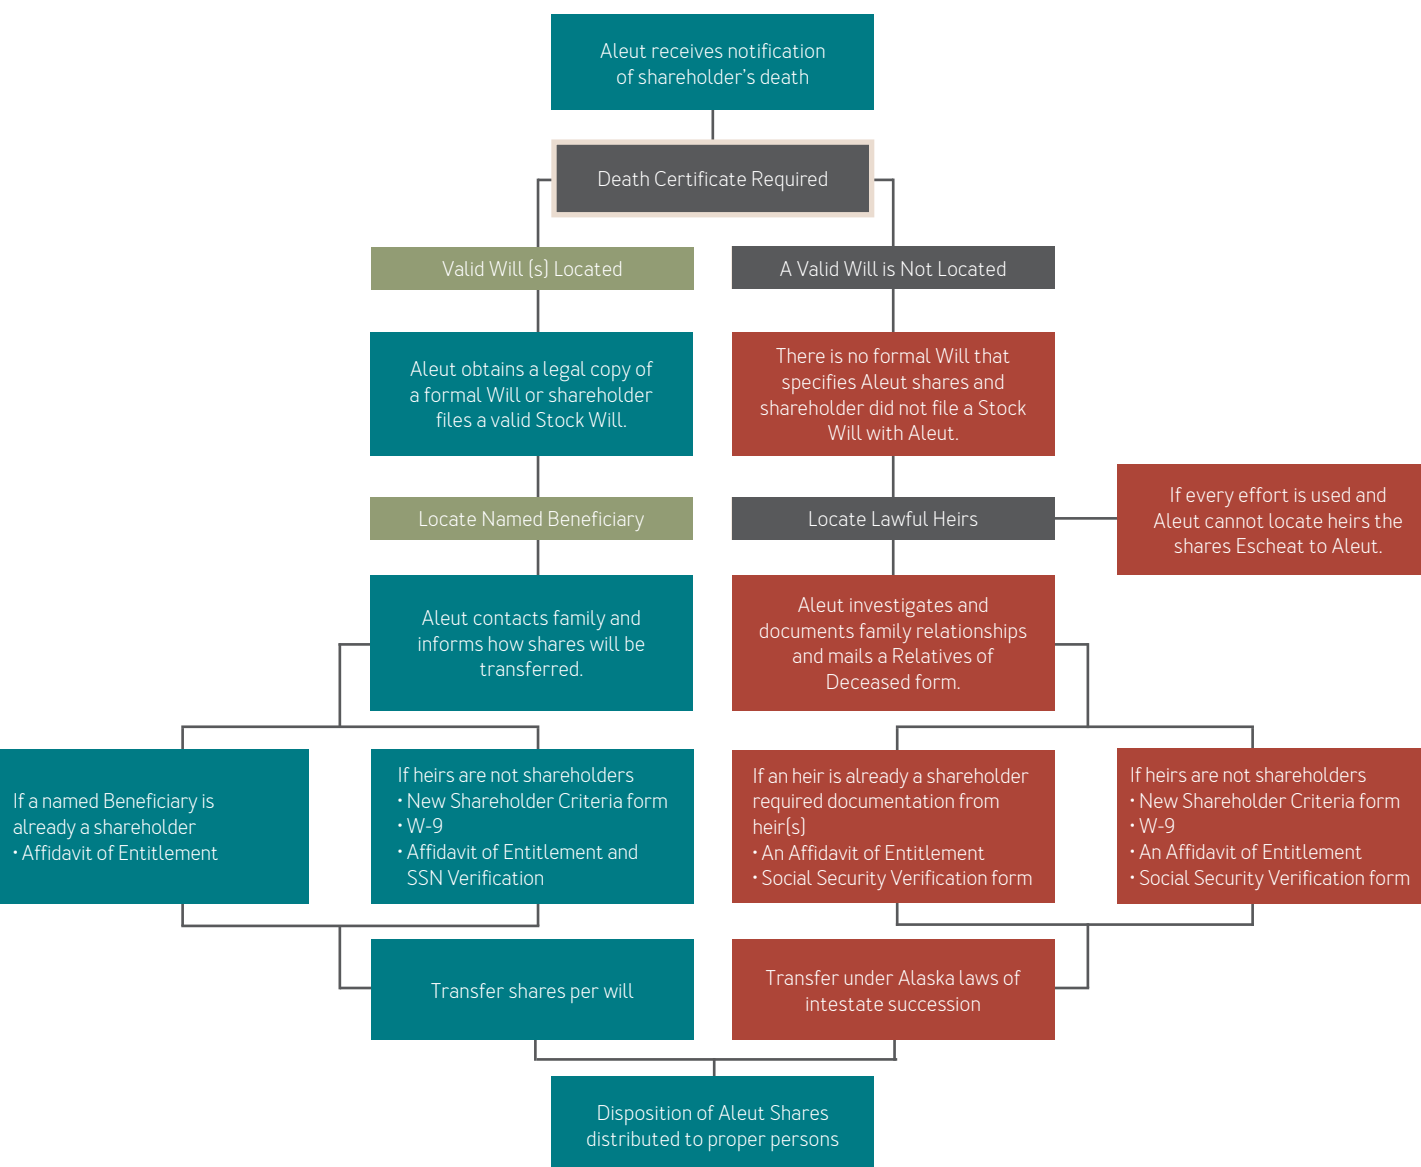 Aleut receives notification
of shareholder's death
Death Certificate Required
Valid Will (s) Located
A Valid Will is Not Located
Aleut obtains a legal copy of
a formal Will or shareholder
files a valid Stock Will.
There is no formal Will that
specifies Aleut shares and
shareholder did not file a Stock
Will with Aleut.
Locate Named Beneficiary
Locate Lawful Heirs
If every effort is used and
Aleut cannot locate heirs the
shares Escheat to Aleut.
Aleut contacts family and
informs how shares will be
transferred.
Aleut investigates and
documents family relationships
and mails a Relatives of
Deceased form.
If a named Beneficiary is
already a shareholder
• Affidavit of Entitlement
If heirs are not shareholders
• New Shareholder Criteria form
• W-9
• Affidavit of Entitlement and
SSN Verification
If an heir is already a shareholder
required documentation from
heir(s)
• An Affidavit of Entitlement
• Social Security Verification form
If heirs are not shareholders
• New Shareholder Criteria form
• W-9
• An Affidavit of Entitlement
• Social Security Verification form
Transfer shares per will
Transfer under Alaska laws of
intestate succession
Disposition of Aleut Shares
distributed to proper persons